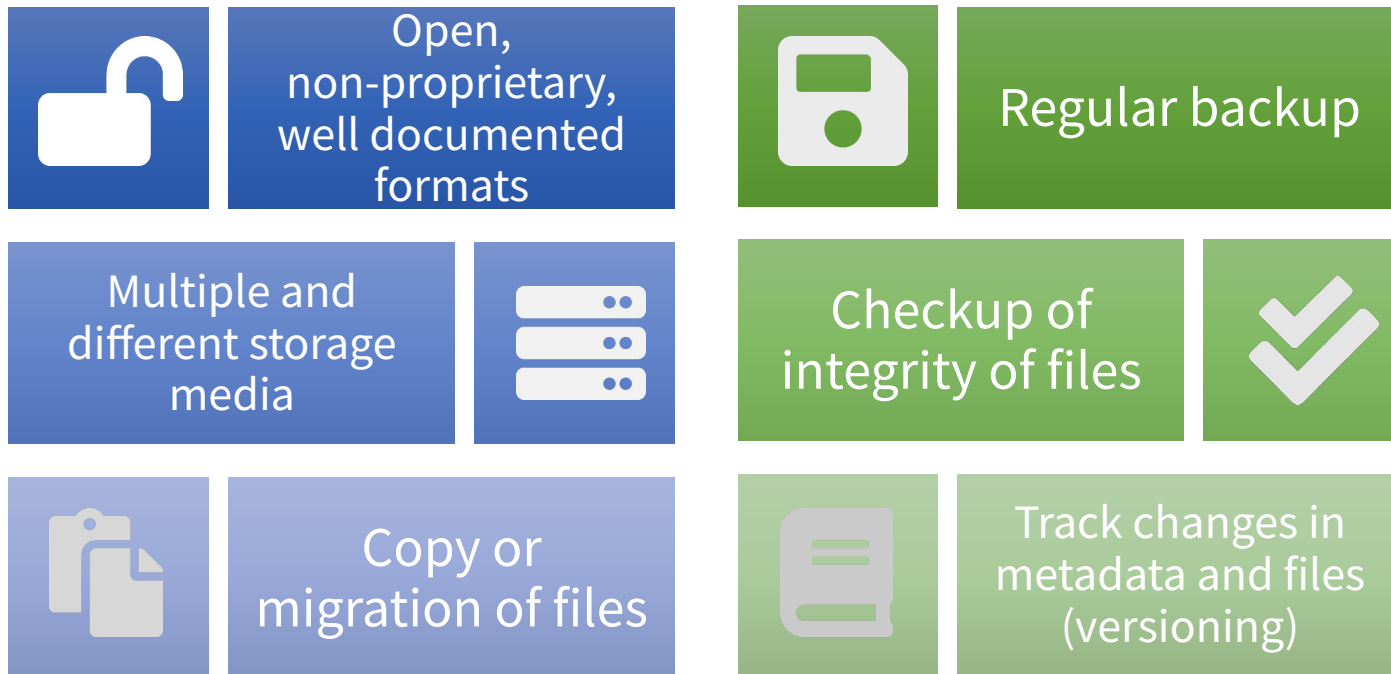 Open,
non-proprietary,
well documented
formats
Multiple and
different storage
media
Copy or
migration of files
Regular backup
Checkup of
integrity of files
Track changes in
metadata and files
(versioning)